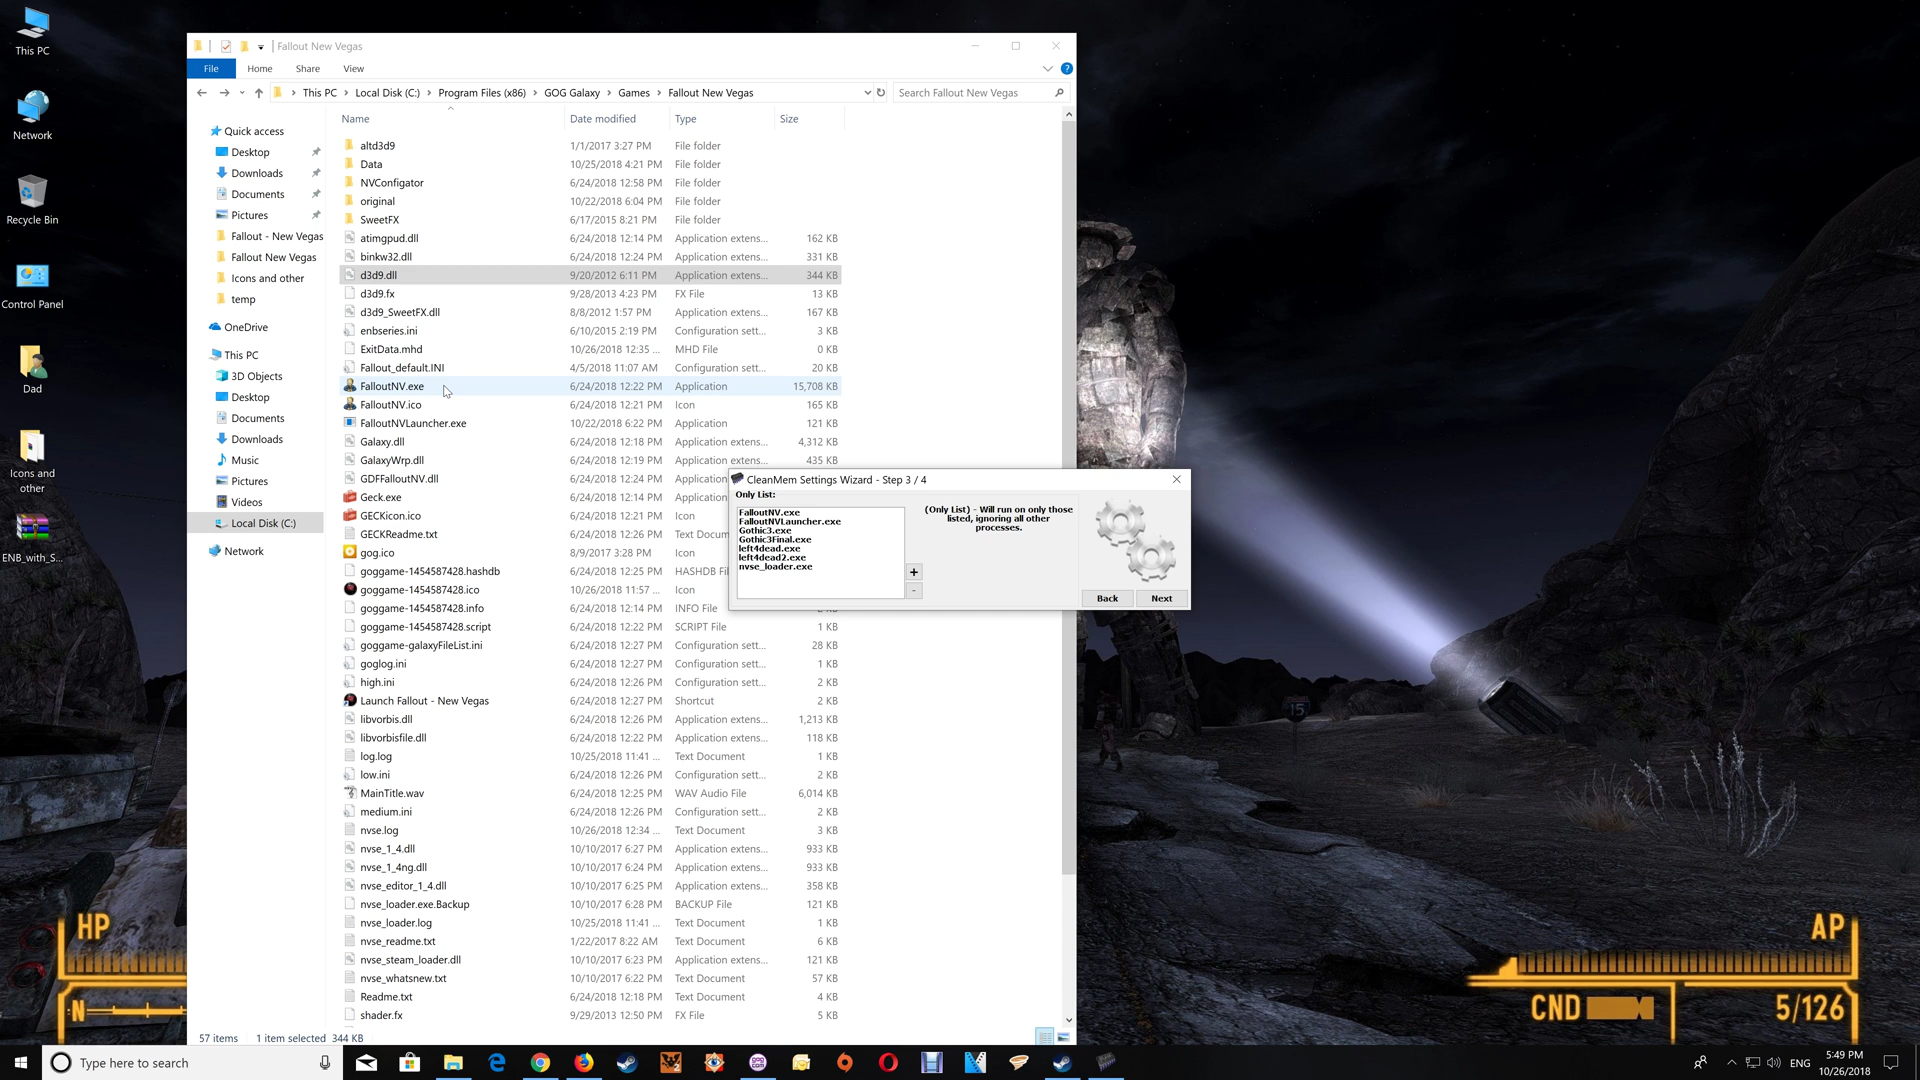 This PC
Network
Recycle Bin
Control Panel
Dad
Icons and
other
ENB_with_S...
Fallout New Vegas
File Home Share View
This PC > Local Disk (C:) > Program Files (x86) > GOG Galaxy > Games > Fallout New Vegas
Search Fallout New Vegas
Quick access
Desktop
Downloads
Documents
Pictures
Fallout - New Vegas
Fallout New Vegas
Icons and other
temp
OneDrive
This PC
3D Objects
Desktop
Documents
Downloads
Music
Pictures
Videos
Local Disk (C:)
Network
Name Date modified Type Size
altd3d9 1/1/2017 3:27 PM File folder
Data 10/25/2018 4:21 PM File folder
NVConfigator 6/24/2018 12:58 PM File folder
original 10/22/2018 6:04 PM File folder
SweetFX 6/17/2015 8:21 PM File folder
atimgpud.dll 6/24/2018 12:14 PM Application extens... 162 KB
binkw32.dll 6/24/2018 12:24 PM Application extens... 331 KB
d3d9.dll 9/20/2012 6:11 PM Application extens... 344 KB
d3d9.fx 9/28/2013 4:23 PM FX File 13 KB
d3d9_SweetFX.dll 8/8/2012 1:57 PM Application extens... 167 KB
enbseries.ini 6/10/2015 2:19 PM Configuration sett... 3 KB
ExitData.mhd 10/26/2018 12:35 ... MHD File 0 KB
Fallout_default.INI 4/5/2018 11:07 AM Configuration sett... 20 KB
FalloutNV.exe 6/24/2018 12:22 PM Application 15,708 KB
FalloutNV.ico 6/24/2018 12:21 PM Icon 165 KB
FalloutNVLauncher.exe 10/22/2018 6:22 PM Application 121 KB
Galaxy.dll 6/24/2018 12:18 PM Application extens... 4,312 KB
GalaxyWrp.dll 6/24/2018 12:19 PM Application extens... 435 KB
GDFFalloutNV.dll 6/24/2018 12:24 PM Application
Geck.exe 6/24/2018 12:14 PM Application
GECKicon.ico 6/24/2018 12:21 PM Icon
GECKReadme.txt 6/24/2018 12:26 PM Text Docum
gog.ico 8/9/2017 3:28 PM Icon
goggame-1454587428.hashdb 6/24/2018 12:25 PM HASHDB Fil
goggame-1454587428.ico 10/26/2018 11:57 ... Icon
goggame-1454587428.info 6/24/2018 12:14 PM INFO File
goggame-1454587428.script 6/24/2018 12:22 PM SCRIPT File 1 KB
goggame-galaxyFileList.ini 6/24/2018 12:27 PM Configuration sett... 28 KB
goglog.ini 6/24/2018 12:27 PM Configuration sett... 1 KB
high.ini 6/24/2018 12:26 PM Configuration sett... 2 KB
Launch Fallout - New Vegas 6/24/2018 12:27 PM Shortcut 2 KB
libvorbis.dll 6/24/2018 12:26 PM Application extens... 1,213 KB
libvorbisfile.dll 6/24/2018 12:22 PM Application extens... 118 KB
log.log 10/25/2018 11:41 ... Text Document 1 KB
low.ini 6/24/2018 12:26 PM Configuration sett... 2 KB
MainTitle.wav 6/24/2018 12:25 PM WAV Audio File 6,014 KB
medium.ini 6/24/2018 12:26 PM Configuration sett... 2 KB
nvse.log 10/26/2018 12:34 ... Text Document 3 KB
nvse_1_4.dll 10/10/2017 6:27 PM Application extens... 933 KB
nvse_1_4ng.dll 10/10/2017 6:24 PM Application extens... 933 KB
nvse_editor_1_4.dll 10/10/2017 6:25 PM Application extens... 358 KB
nvse_loader.exe.Backup 10/10/2017 6:28 PM BACKUP File 121 KB
nvse_loader.log 10/25/2018 11:41 ... Text Document 1 KB
nvse_readme.txt 1/22/2017 8:22 AM Text Document 6 KB
nvse_steam_loader.dll 10/10/2017 6:23 PM Application extens... 121 KB
nvse_whatsnew.txt 10/10/2017 6:22 PM Text Document 57 KB
Readme.txt 6/24/2018 12:18 PM Text Document 4 KB
shader.fx 9/29/2013 12:50 PM FX File 5 KB
57 items 1 item selected 344 KB
CleanMem Settings Wizard - Step 3 / 4
Only List:
FalloutNV.exe
FalloutNVLauncher.exe
Gothic3.exe
Gothic3Final.exe
left4dead.exe
left4dead2.exe
nvse_loader.exe
+
-
(Only List) - Will run on only those
listed, ignoring all other
processes.
Back Next
15
HP
N
AP
CND 5/126
Type here to search
ENG
5:49 PM
10/26/2018